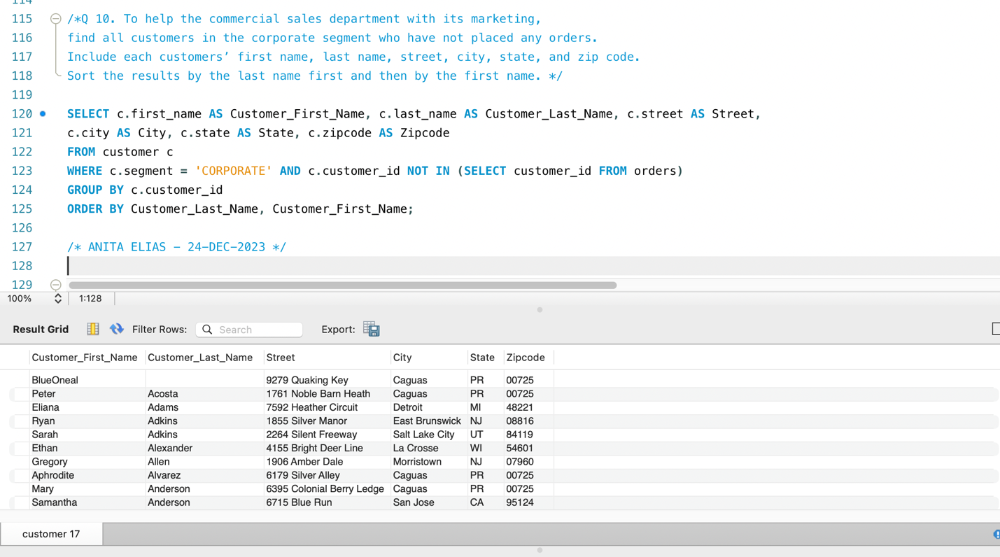 114
115 /*Q 10. To help the commercial sales department with its marketing,
116 find all customers in the corporate segment who have not placed any orders.
117 Include each customers’ first name, last name, street, city, state, and zip code.
118 Sort the results by the last name first and then by the first name. */
119
120 SELECT c.first_name AS Customer_First_Name, c.last_name AS Customer_Last_Name, c.street AS Street,
121 c.city AS City, c.state AS State, c.zipcode AS Zipcode
122 FROM customer c
123 WHERE c.segment = 'CORPORATE' AND c.customer_id NOT IN (SELECT customer_id FROM orders)
124 GROUP BY c.customer_id
125 ORDER BY Customer_Last_Name, Customer_First_Name;
126
127 /* ANITA ELIAS – 24-DEC-2023 */
128
129
100% 1:128
Result Grid Filter Rows: Search Export:
Customer_First_Name Customer_Last_Name Street City State Zipcode
BlueOneal 9279 Quaking Key Caguas PR 00725
Peter Acosta 1761 Noble Barn Heath Caguas PR 00725
Eliana Adams 7592 Heather Circuit Detroit MI 48221
Ryan Adkins 1855 Silver Manor East Brunswick NJ 08816
Sarah Adkins 2264 Silent Freeway Salt Lake City UT 84119
Ethan Alexander 4155 Bright Deer Line La Crosse WI 54601
Gregory Allen 1906 Amber Dale Morristown NJ 07960
Aphrodite Alvarez 6179 Silver Alley Caguas PR 00725
Mary Anderson 6395 Colonial Berry Ledge Caguas PR 00725
Samantha Anderson 6715 Blue Run San Jose CA 95124
customer 17